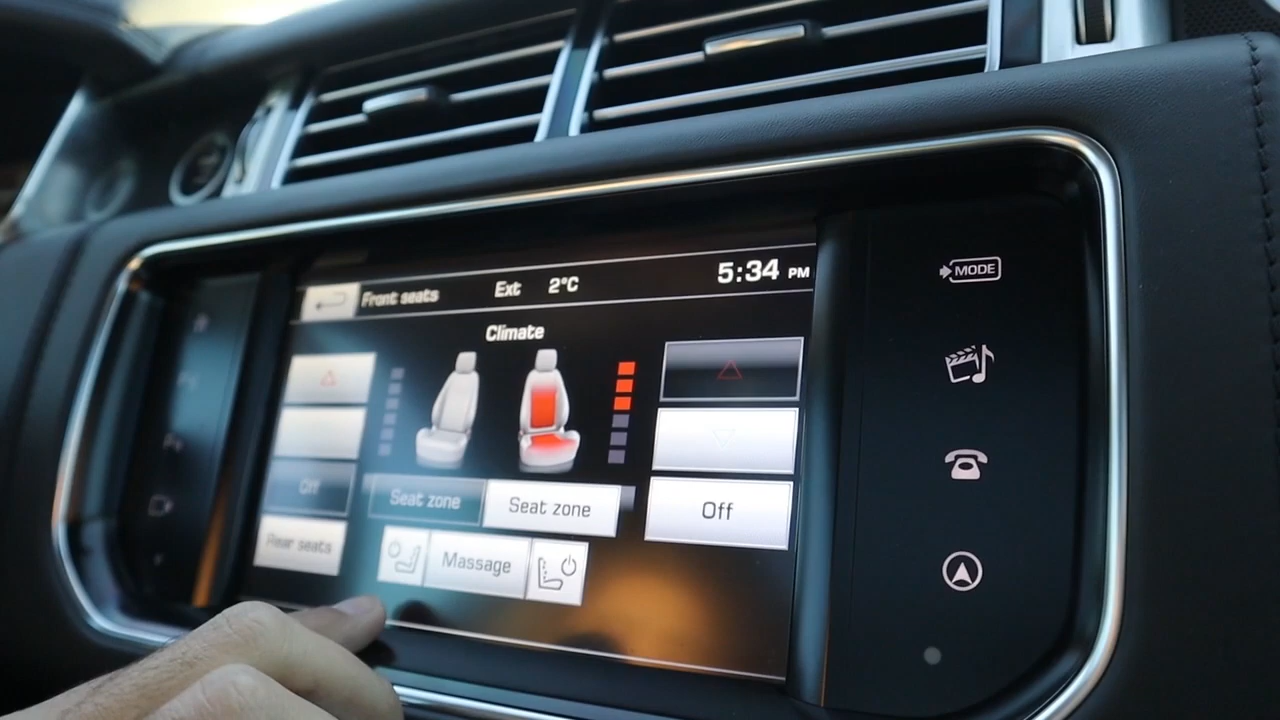 Front seats Ext 2°C 5:34 PM
Climate
Off
Seat zone Seat zone Off
Rear seats Massage
MODE